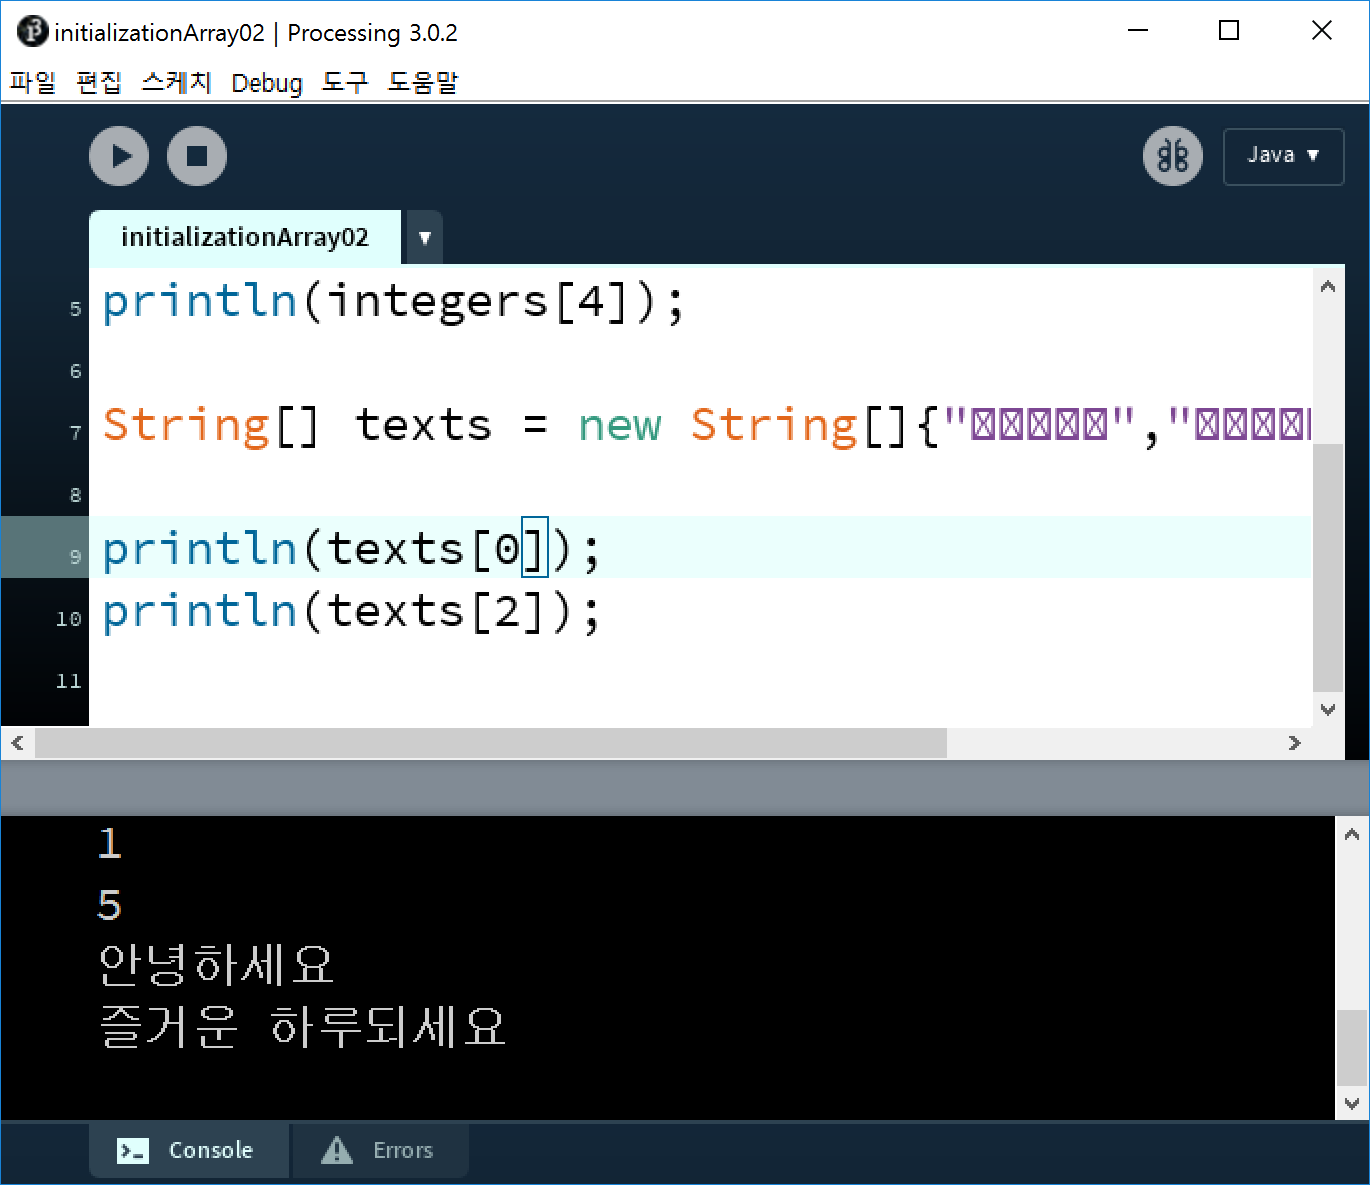 initializationArray02 | Processing 3.0.2
파일 편집 스케치 Debug 도구 도움말
Java
initializationArray02
5 println(integers[4]);
6
7 String[] texts = new String[]{"","
8
9 println(texts[0]);
10 println(texts[2]);
11
1
5
안녕하세요
즐거운 하루되세요
Console Errors